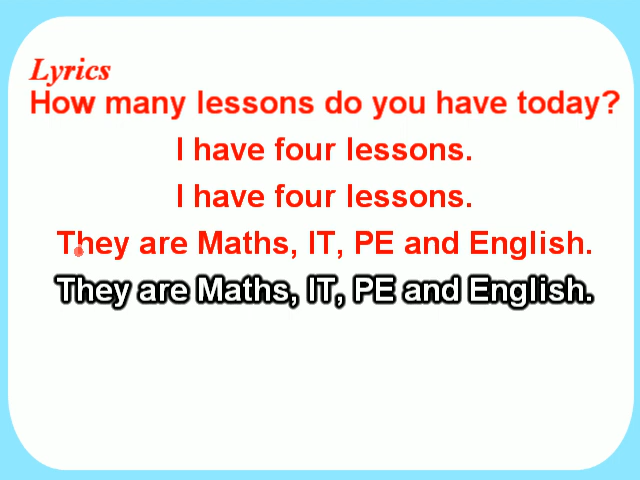 Lyrics
How many lessons do you have today?
I have four lessons.
I have four lessons.
They are Maths, IT, PE and English.
They are Maths, IT, PE and English.